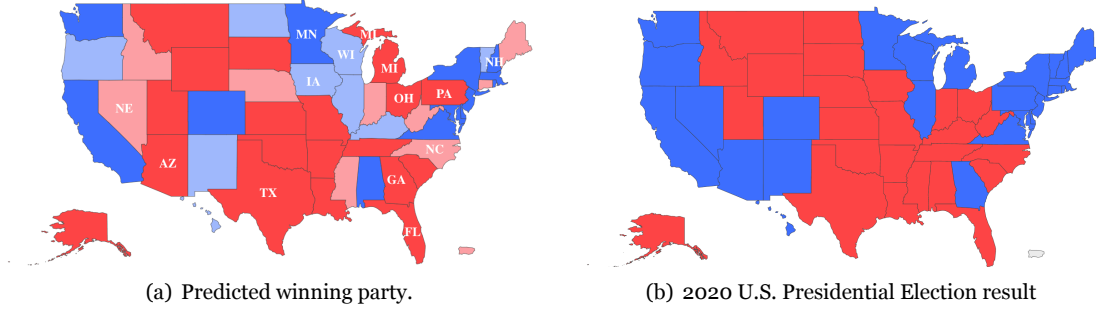 MN
WI
MI
NH
IA
MI
NE
OH
PA
AZ
NC
TX
GA
FL
(a) Predicted winning party.
(b) 2020 U.S. Presidential Election result